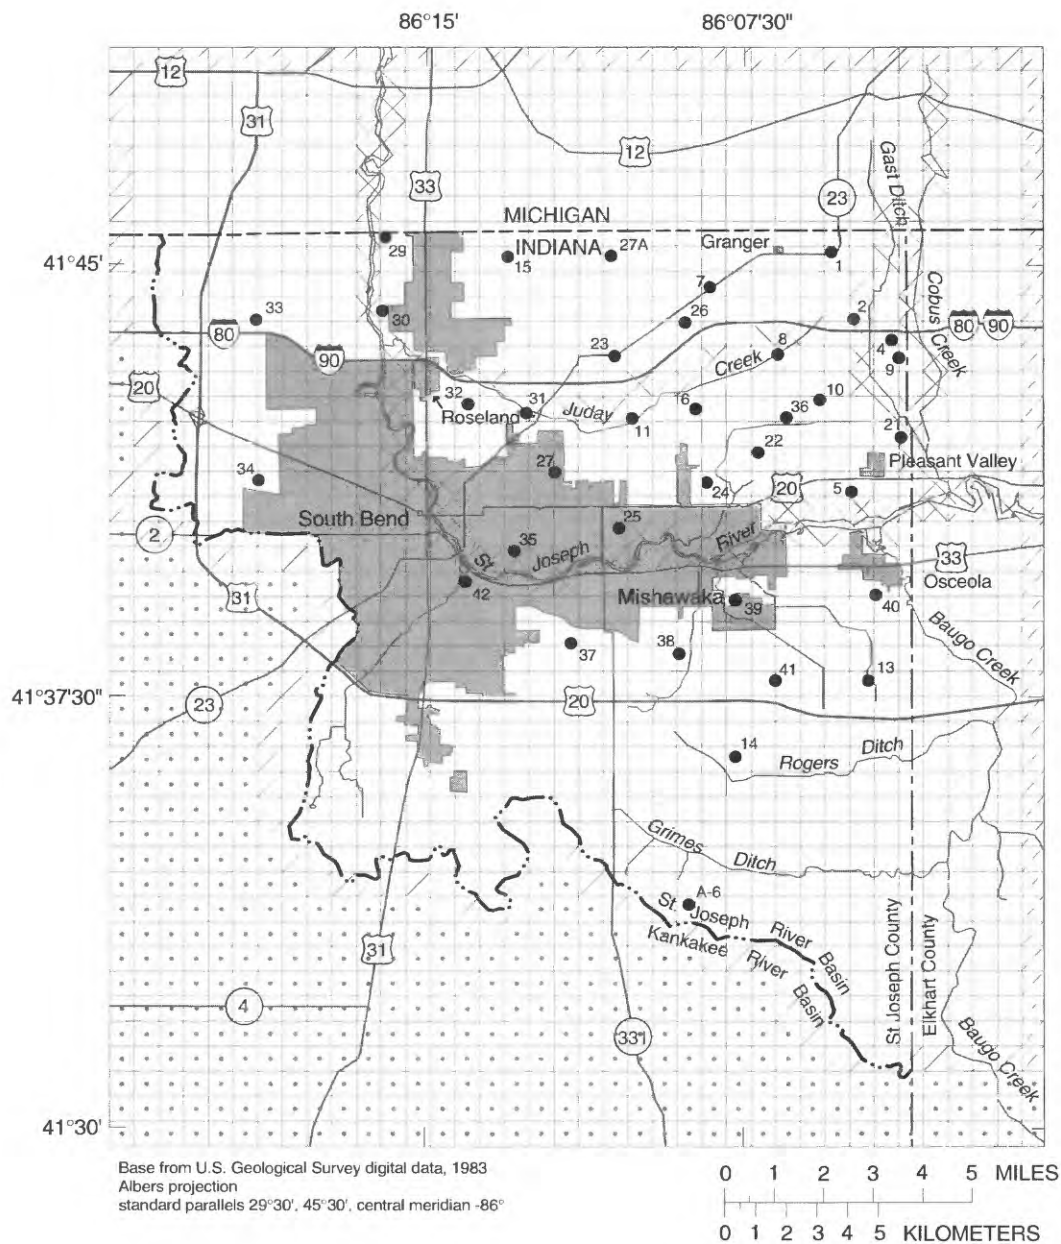 86°15' 86°07'30"
12
31
12
33
23
Gast Ditch
MICHIGAN
INDIANA
29
27A
Granger
15
1
41°45'
7
Cobus Creek
33
30
26
2
80
80 90
90
23
8
4
9
Creek
20
32
Roseland
31
Juday
6
10
36
11
21
27
22
Pleasant Valley
34
24
20
5
South Bend
25
2
35
St Joseph River
33
Osceola
42
Mishawaka
39
40
31
Baugo Creek
37
38
41
13
41°37'30"
23
20
14
Rogers Ditch
Grimes Ditch
A-6
St. Joseph River Basin
Kankakee River Basin
31
St Joseph County
Elkhart County
4
331
Baugo Creek
41°30'
Base from U.S. Geological Survey digital data, 1983
Albers projection
standard parallels 29°30', 45°30', central meridian -86°
0 1 2 3 4 5 MILES
0 1 2 3 4 5 KILOMETERS